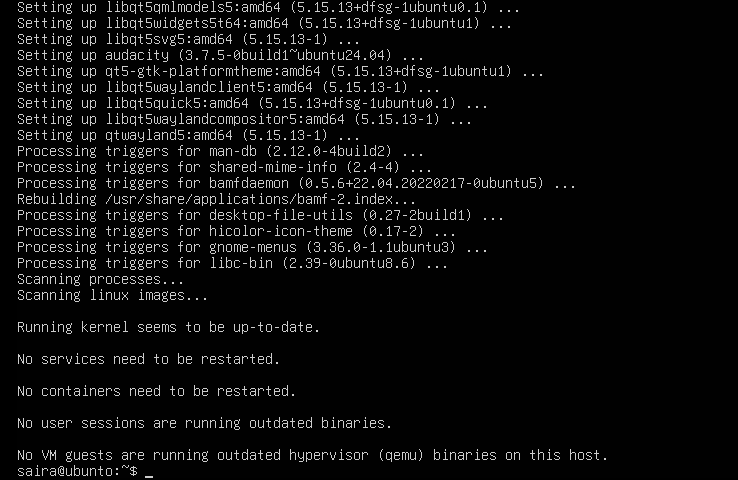 Setting up libqt5qmlmodels5:amd64 (5.15.13+dfsg-1ubuntu0.1) ...
Setting up libqt5widgets5t64:amd64 (5.15.13+dfsg-1ubuntu1) ...
Setting up libqt5svg5:amd64 (5.15.13-1) ...
Setting up audacity (3.7.5-0build1~ubuntu24.04) ...
Setting up qt5-gtk-platformtheme:amd64 (5.15.13+dfsg-1ubuntu1) ...
Setting up libqt5waylandclient5:amd64 (5.15.13-1) ...
Setting up libqt5quick5:amd64 (5.15.13+dfsg-1ubuntu0.1) ...
Setting up libqt5waylandcompositor5:amd64 (5.15.13-1) ...
Setting up qtwayland5:amd64 (5.15.13-1) ...
Processing triggers for man-db (2.12.0-4build2) ...
Processing triggers for shared-mime-info (2.4-4) ...
Processing triggers for bamfdaemon (0.5.6+22.04.20220217-0ubuntu5) ...
Rebuilding /usr/share/applications/bamf-2.index...
Processing triggers for desktop-file-utils (0.27-2build1) ...
Processing triggers for hicolor-icon-theme (0.17-2) ...
Processing triggers for gnome-menus (3.36.0-1.1ubuntu3) ...
Processing triggers for libc-bin (2.39-0ubuntu8.6) ...
Scanning processes...
Scanning linux images...
Running kernel seems to be up-to-date.
No services need to be restarted.
No containers need to be restarted.
No user sessions are running outdated binaries.
No VM guests are running outdated hypervisor (qemu) binaries on this host.
saira@ubunto:~$ _